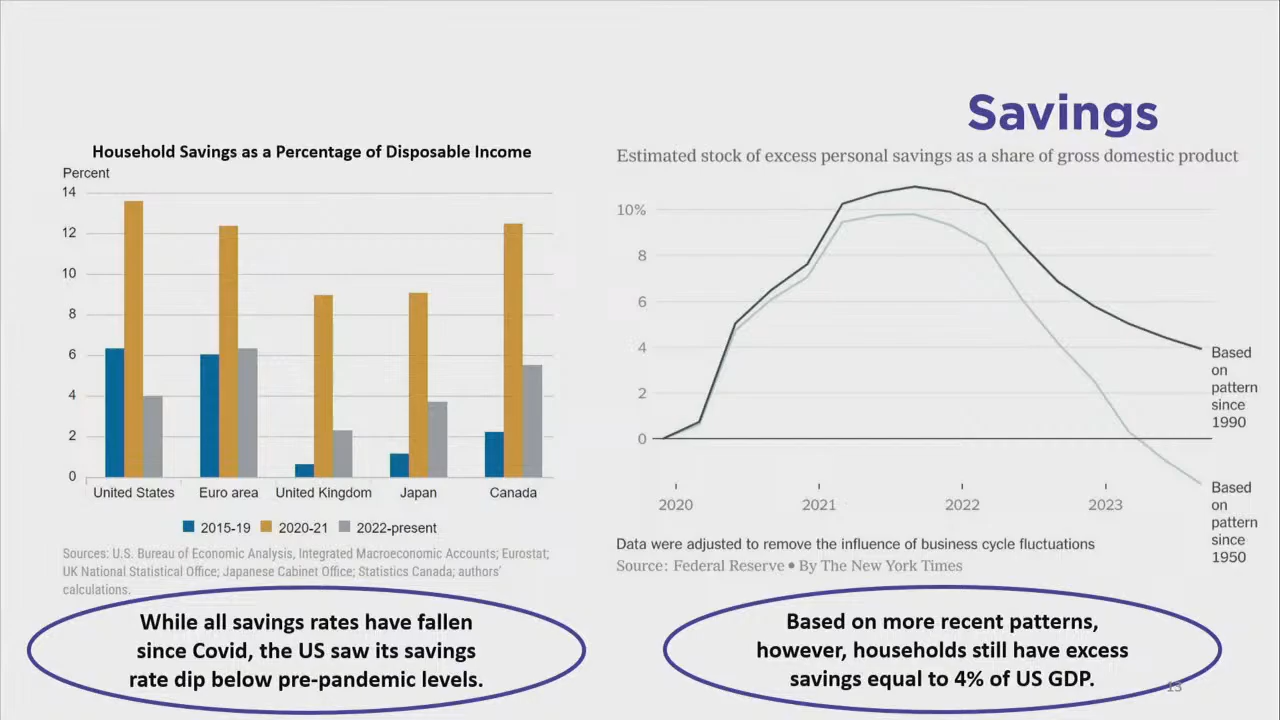 Savings
Household Savings as a Percentage of Disposable Income
Percent
14
12
10
8
6
4
2
0
United States
Euro area
United Kingdom
Japan
Canada
2015-19
2020-21
2022-present
Sources: U.S. Bureau of Economic Analysis, Integrated Macroeconomic Accounts; Eurostat;
UK National Statistical Office; Japanese Cabinet Office; Statistics Canada; authors'
calculations.
While all savings rates have fallen
since Covid, the US saw its savings
rate dip below pre-pandemic levels.
Estimated stock of excess personal savings as a share of gross domestic product
10%
8
6
4
2
0
2020
2021
2022
2023
Based
on
pattern
since
1990
Based
on
pattern
since
1950
Data were adjusted to remove the influence of business cycle fluctuations
Source: Federal Reserve • By The New York Times
Based on more recent patterns,
however, households still have excess
savings equal to 4% of US GDP.
13